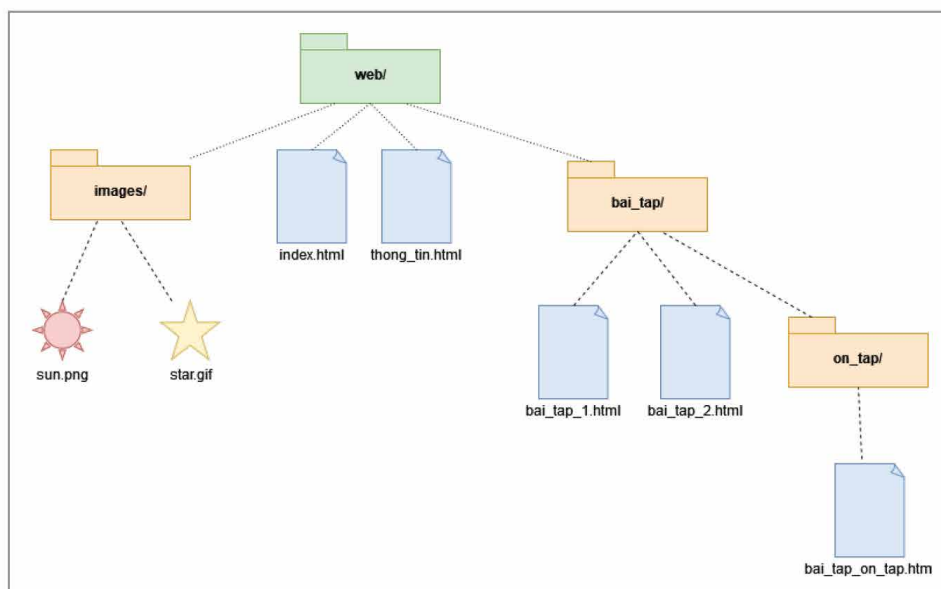 web/
images/
index.html
thong_tin.html
bai_tap/
sun.png
star.gif
bai_tap_1.html
bai_tap_2.html
on_tap/
bai_tap_on_tap.htm